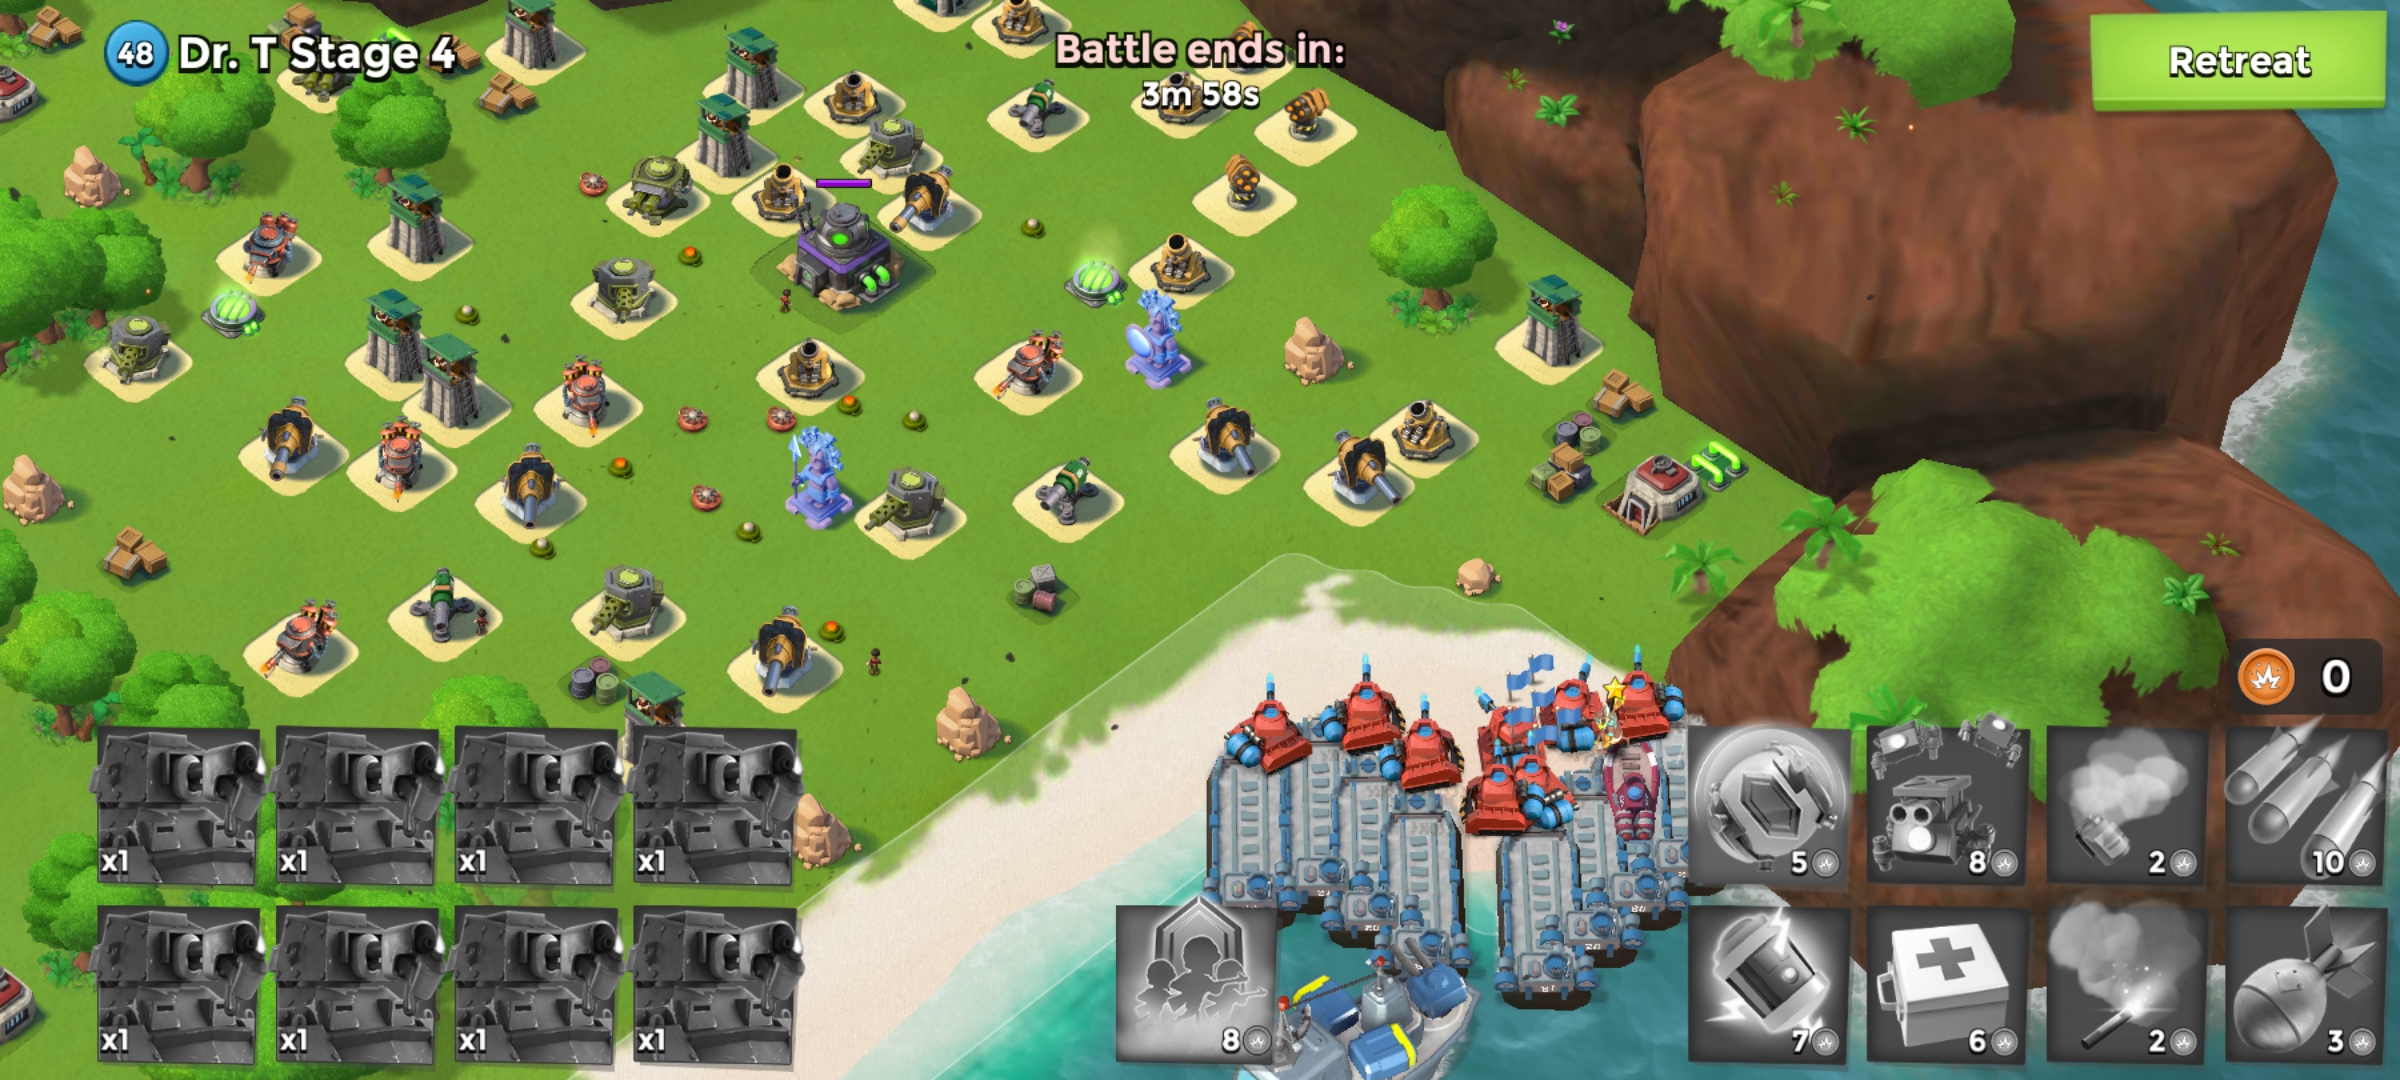 48 Dr. T Stage 4
Battle ends in:
3m 58s
Retreat
0
x1 x1 x1 x1
5 8 2 10
x1 x1 x1 x1
8 7 6 2 3